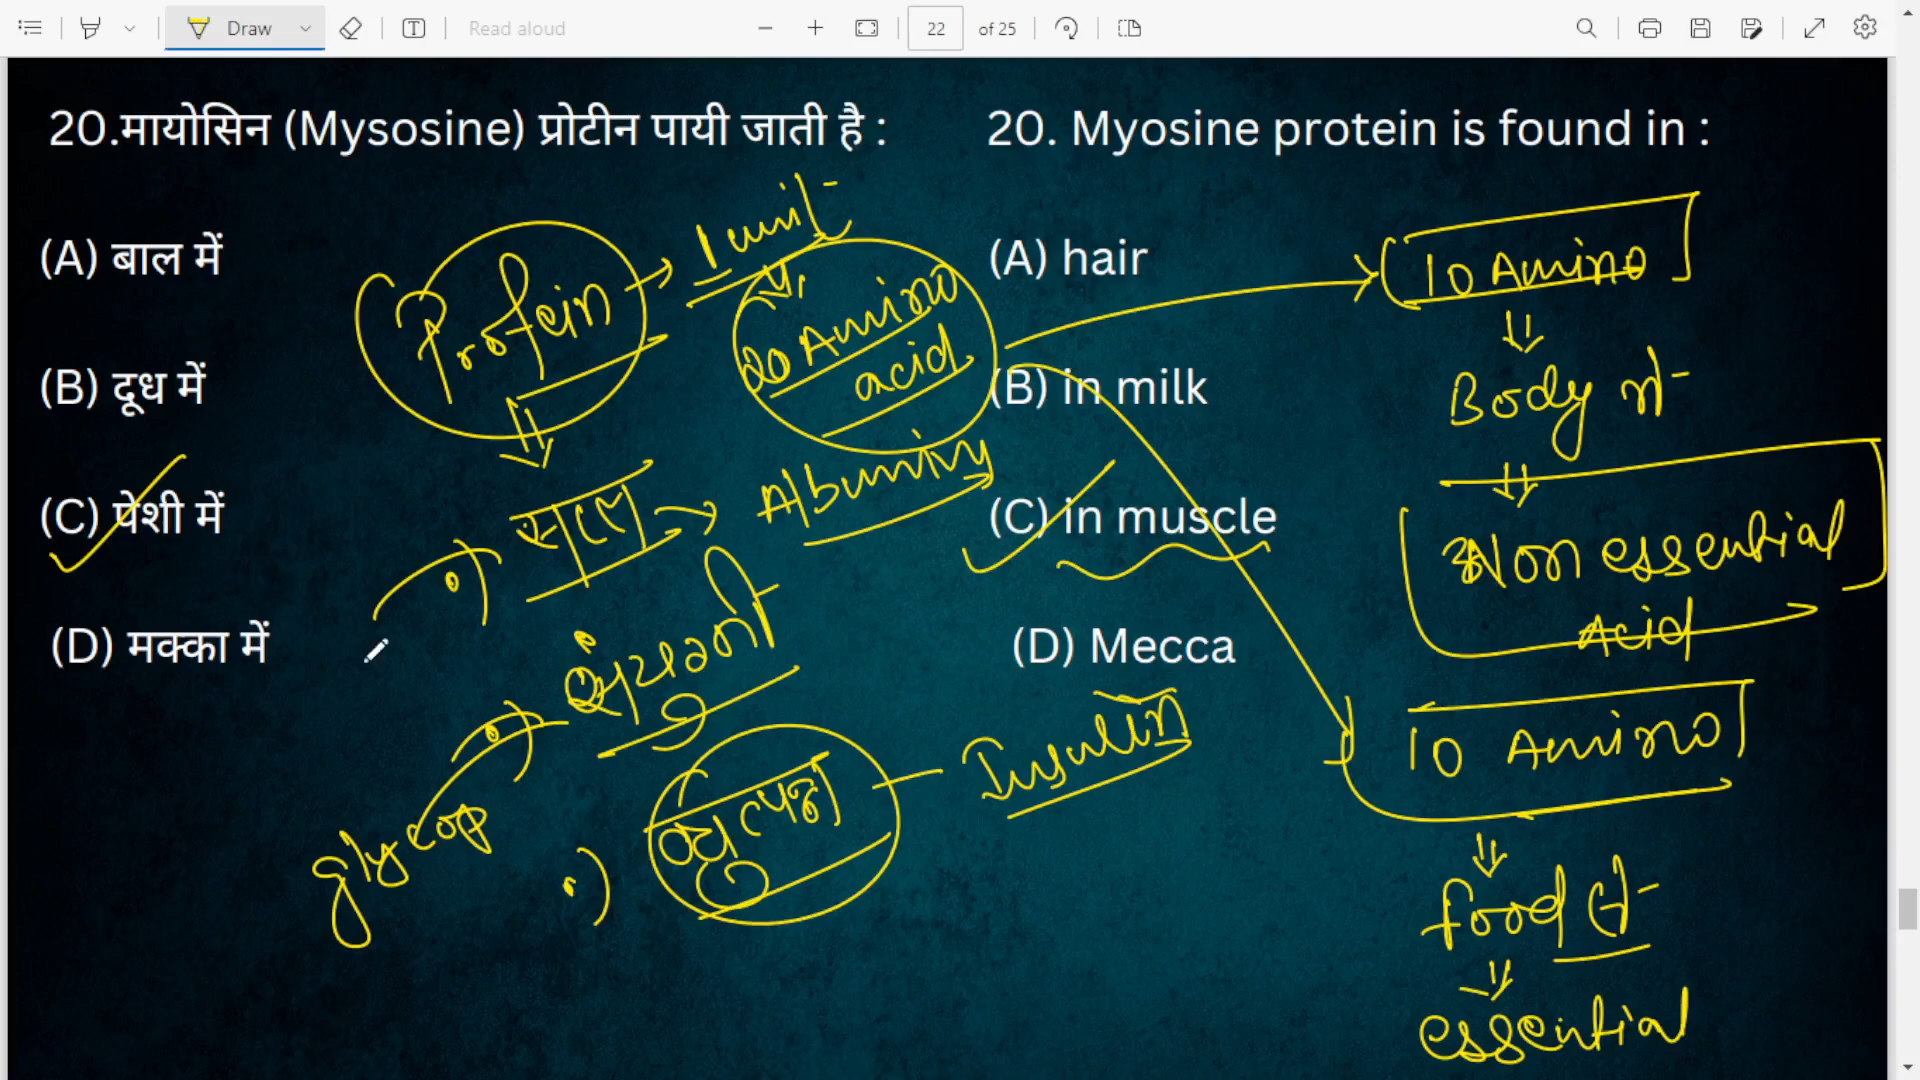 Draw
Read aloud
22 of 25
20.मायोसिन (Mysosine) प्रोटीन पायी जाती है :
(A) बाल में
(B) दूध में
(C) पेशी में
(D) मक्का में
20. Myosine protein is found in :
(A) hair
(B) in milk
(C) in muscle
(D) Mecca
Protein
1 unit
20 Amino
acid
सरल
Albumin
संयुग्मी
glycop
व्युत्पन्न
Insulin
10 Amino
Body में
Non essential
Acid
10 Amino
food से
essential